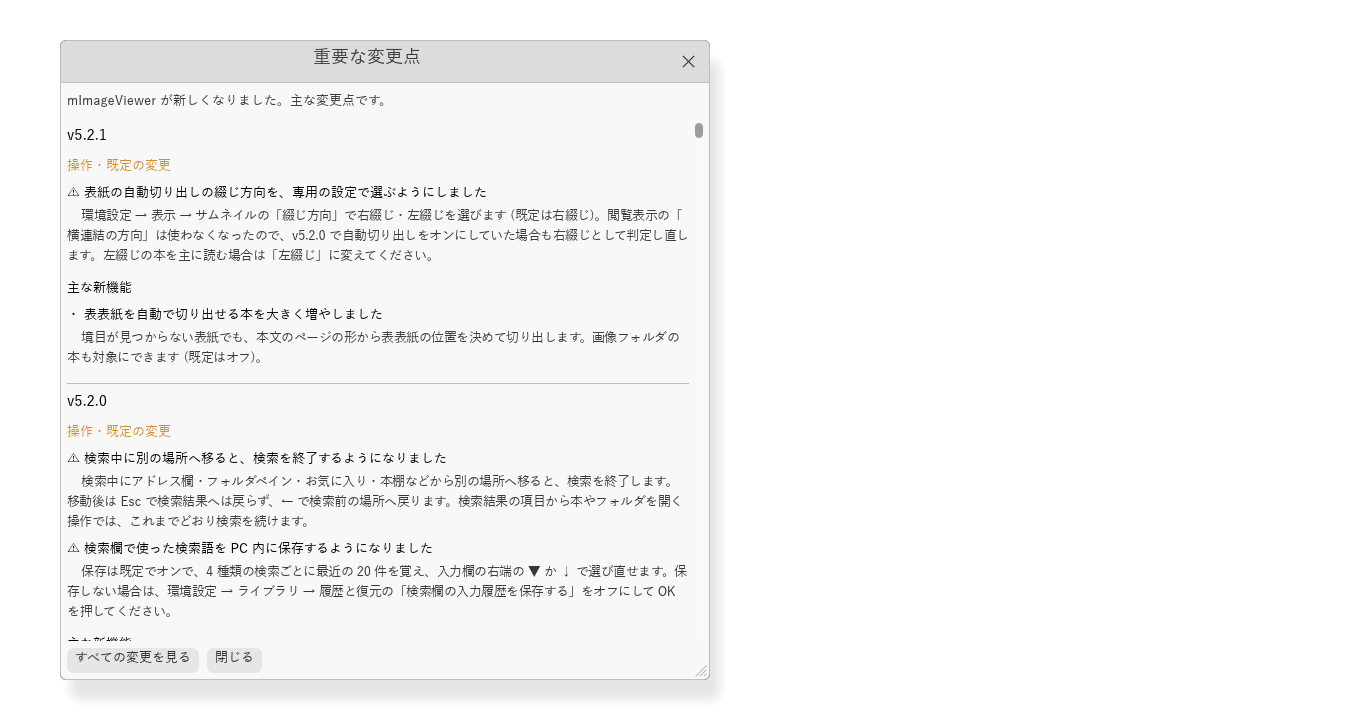 重要な変更点
mImageViewer が新しくなりました。主な変更点です。
v5.2.1
操作・既定の変更
⚠ 表紙の自動切り出しの綴じ方向を、専用の設定で選ぶようにしました
環境設定 → 表示 → サムネイルの「綴じ方向」で右綴じ・左綴じを選びます (既定は右綴じ)。閲覧表示の「
横連結の方向」は使わなくなったので、v5.2.0 で自動切り出しをオンにしていた場合も右綴じとして判定し直し
ます。左綴じの本を主に読む場合は「左綴じ」に変えてください。
主な新機能
・ 表表紙を自動で切り出せる本を大きく増やしました
境目が見つからない表紙でも、本文のページの形から表表紙の位置を決めて切り出します。画像フォルダの
本も対象にできます (既定はオフ)。
v5.2.0
操作・既定の変更
⚠ 検索中に別の場所へ移ると、検索を終了するようになりました
検索中にアドレス欄・フォルダペイン・お気に入り・本棚などから別の場所へ移ると、検索を終了します。
移動後は Esc で検索結果へは戻らず、← で検索前の場所へ戻ります。検索結果の項目から本やフォルダを開く
操作では、これまでどおり検索を続けます。
⚠ 検索欄で使った検索語を PC 内に保存するようになりました
保存は既定でオンで、4 種類の検索ごとに最近の 20 件を覚え、入力欄の右端の ▼ か ↓ で選び直せます。保
存しない場合は、環境設定 → ライブラリ → 履歴と復元の「検索欄の入力履歴を保存する」をオフにして OK
を押してください。
主な新機能
すべての変更を見る 閉じる